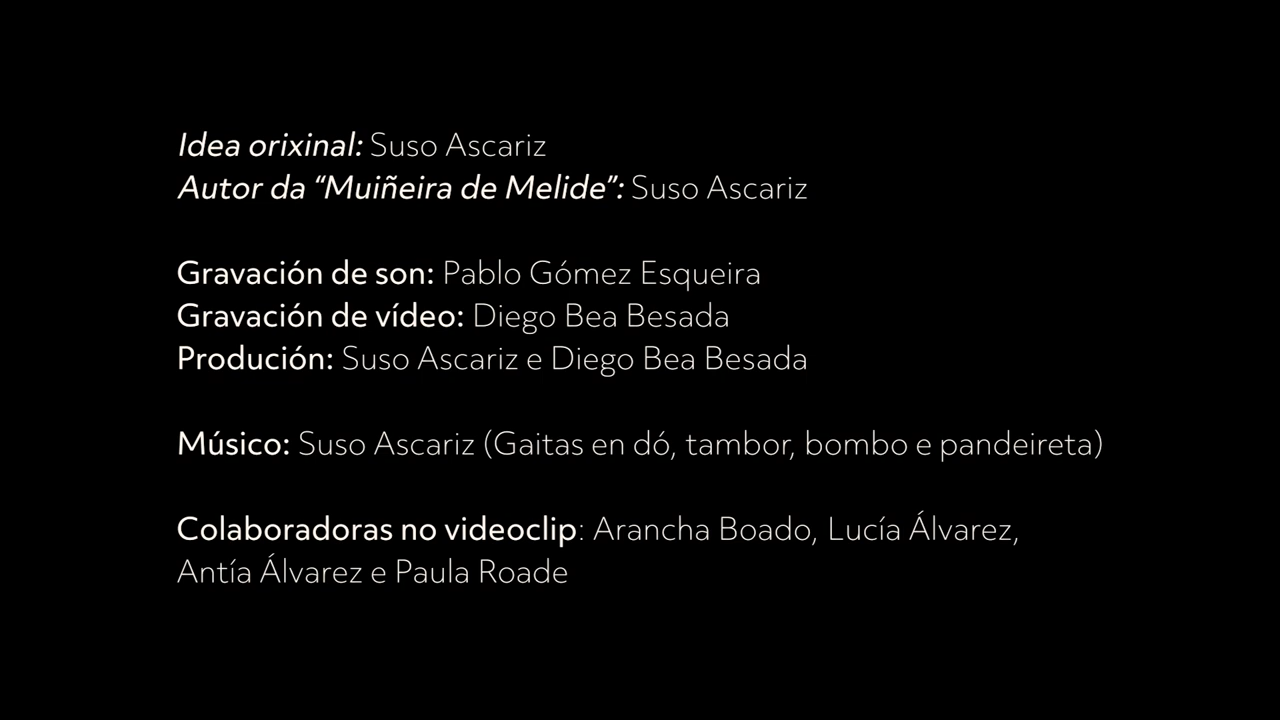 Idea orixinal: Suso Ascariz
Autor da “Muiñeira de Melide”: Suso Ascariz
Gravación de son: Pablo Gómez Esqueira
Gravación de vídeo: Diego Bea Besada
Produción: Suso Ascariz e Diego Bea Besada
Músico: Suso Ascariz (Gaitas en dó, tambor, bombo e pandeireta)
Colaboradoras no videoclip: Arancha Boado, Lucía Álvarez,
Antía Álvarez e Paula Roade